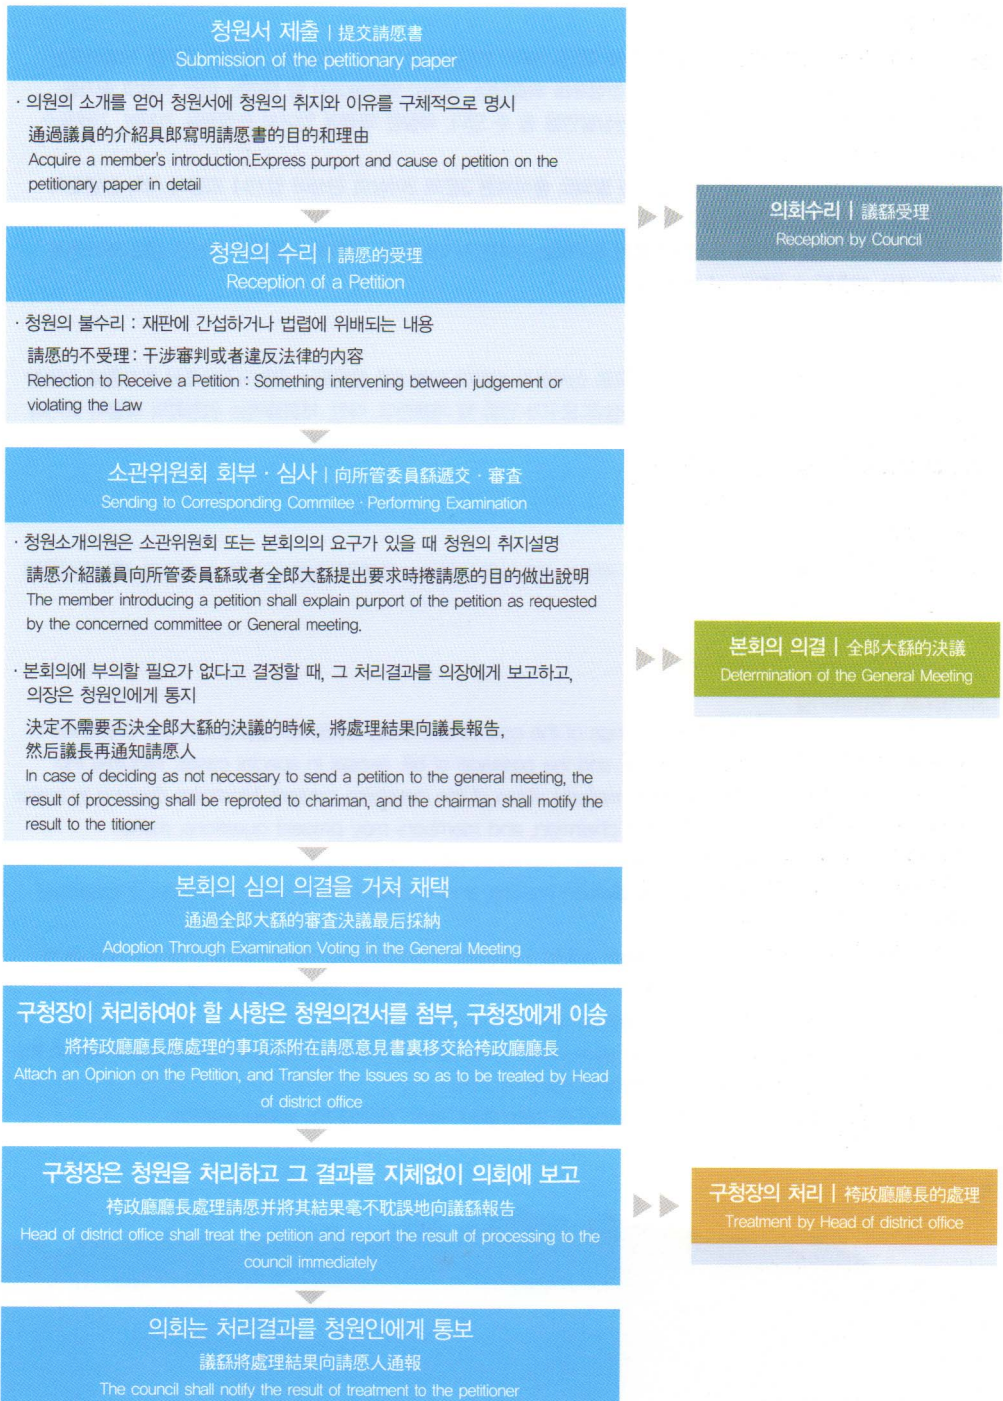 청원서 제출 | 提交請愿書
Submission of the petitionary paper
· 의원의 소개를 얻어 청원서에 청원의 취지와 이유를 구체적으로 명시
通過議員的介紹具郎寫明請愿書的目的和理由
Acquire a member's introduction,Express purport and cause of petition on the
petitionary paper in detail
의회수리 | 議繇受理
Reception by Council
청원의 수리 | 請愿的受理
Reception of a Petition
· 청원의 불수리 : 재판에 간섭하거나 법령에 위배되는 내용
請愿的不受理: 干涉審判或者違反法律的內容
Rehection to Receive a Petition : Something intervening between judgement or
violating the Law
소관위원회 회부 · 심사 | 向所管委員繇遞交 · 審査
Sending to Corresponding Commitee · Performing Examination
· 청원소개의원은 소관위원회 또는 본회의의 요구가 있을 때 청원의 취지설명
請愿介紹議員向所管委員繇或者全郎大繇提出要求時捲請愿的目的做出說明
The member introducing a petition shall explain purport of the petition as requested
by the concerned committee or General meeting.
· 본회의에 부의할 필요가 없다고 결정할 때, 그 처리결과를 의장에게 보고하고,
의장은 청원인에게 통지
決定不需要否決全郎大繇的決議的時候, 將處理結果向議長報告,
然后議長再通知請愿人
In case of deciding as not necessary to send a petition to the general meeting, the
result of processing shall be reproted to chariman, and the chairman shall motify the
result to the titioner
본회의 의결 | 全郎大繇的決議
Determination of the General Meeting
본회의 심의 의결을 거쳐 채택
通過全郎大繇的審査決議最后採納
Adoption Through Examination Voting in the General Meeting
구청장이 처리하여야 할 사항은 청원의견서를 첨부, 구청장에게 이송
將袴政廳廳長應處理的事項添附在請愿意見書裏移交給袴政廳廳長
Attach an Opinion on the Petition, and Transfer the Issues so as to be treated by Head
of district office
구청장은 청원을 처리하고 그 결과를 지체없이 의회에 보고
袴政廳廳長處理請愿并將其結果毫不耽誤地向議繇報告
Head of district office shall treat the petition and report the result of processing to the
council immediately
구청장의 처리 | 袴政廳廳長的處理
Treatment by Head of district office
의회는 처리결과를 청원인에게 통보
議繇將處理結果向請愿人通報
The council shall notify the result of treatment to the petitioner